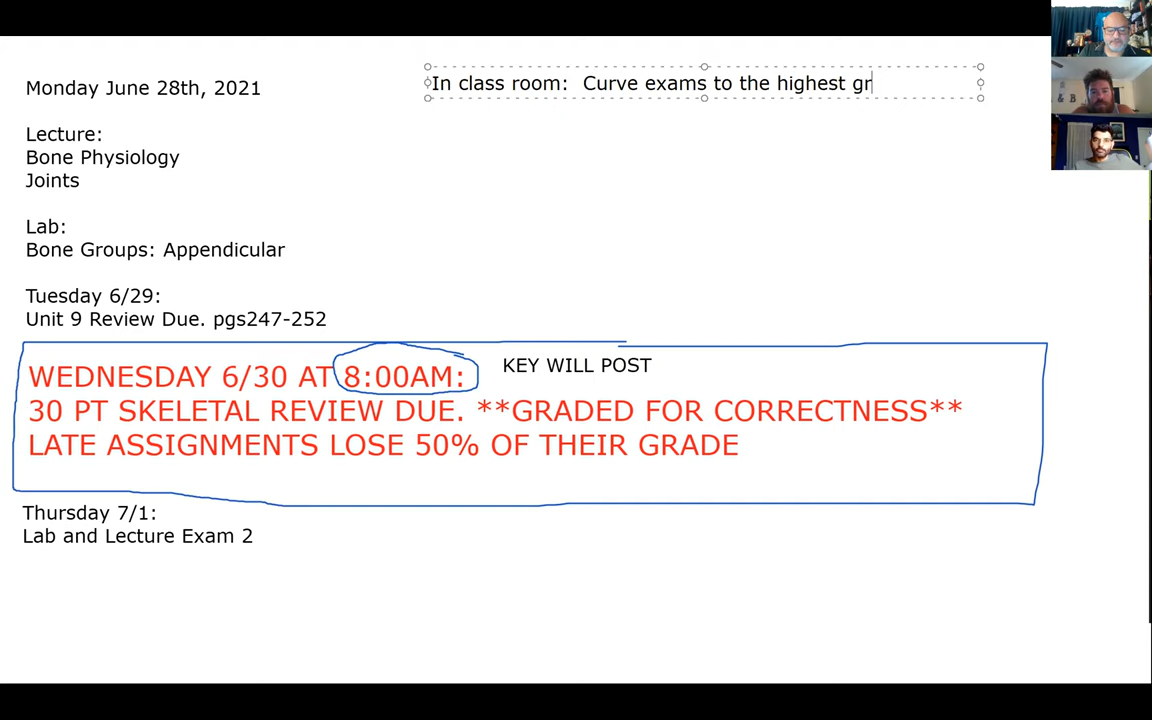 Monday June 28th, 2021
In class room:  Curve exams to the highest gr
Lecture:
Bone Physiology
Joints
Lab:
Bone Groups: Appendicular
Tuesday 6/29:
Unit 9 Review Due. pgs247-252
WEDNESDAY 6/30 AT 8:00AM:
KEY WILL POST
30 PT SKELETAL REVIEW DUE. **GRADED FOR CORRECTNESS**
LATE ASSIGNMENTS LOSE 50% OF THEIR GRADE
Thursday 7/1:
Lab and Lecture Exam 2